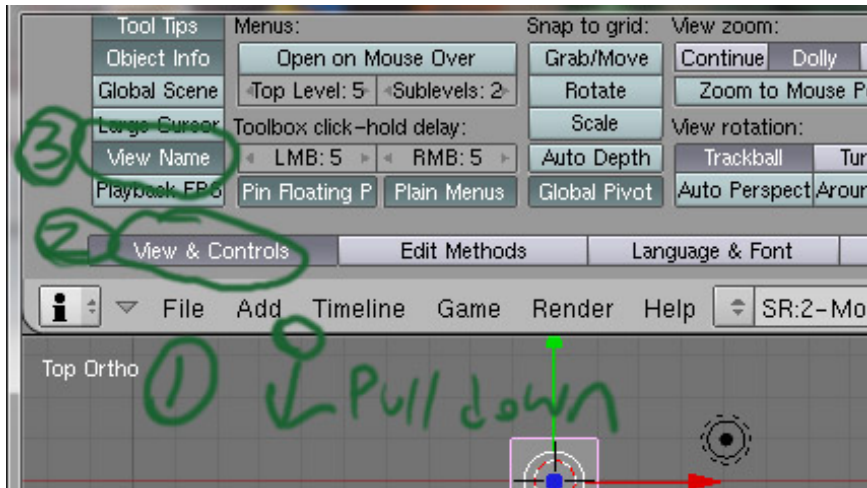 Tool Tips Menus: Snap to grid: View zoom:
Object Info Open on Mouse Over Grab/Move Continue Dolly
Global Scene Top Level: 5 Sublevels: 2 Rotate Zoom to Mouse P
Large Cursor Toolbox click-hold delay: Scale View rotation:
3 View Name LMB: 5 RMB: 5 Auto Depth Trackball Tur
Playback FPS Pin Floating P Plain Menus Global Pivot Auto Perspect Aroun
2 View & Controls Edit Methods Language & Font
i File Add Timeline Game Render Help SR:2-Mo
Top Ortho 1 Pull down